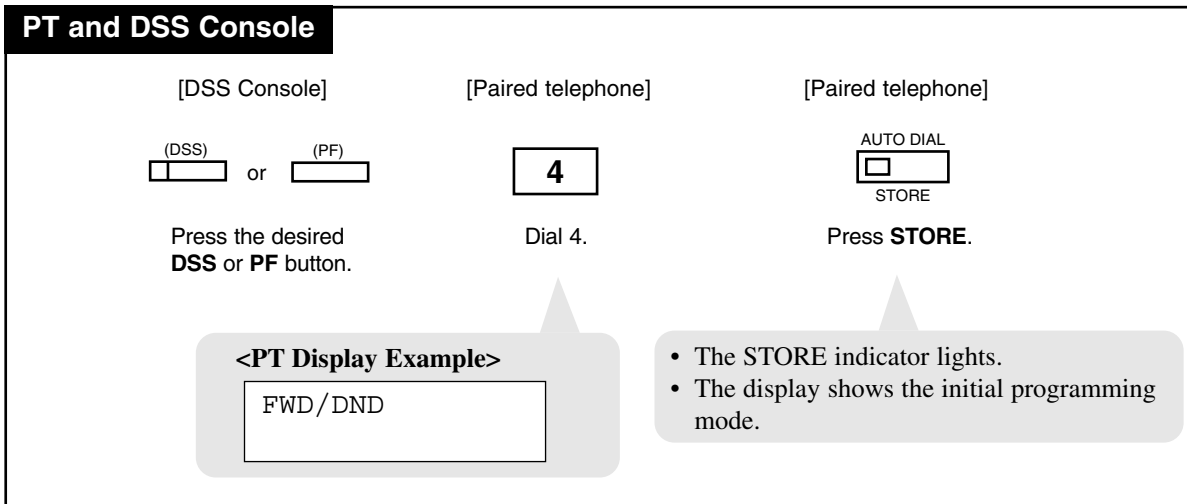 PT and DSS Console
[DSS Console]
[Paired telephone]
[Paired telephone]
(DSS)
or
(PF)
4
AUTO DIAL
STORE
Press the desired
DSS or PF button.
Dial 4.
Press STORE.
<PT Display Example>
FWD/DND
• The STORE indicator lights.
• The display shows the initial programming
mode.